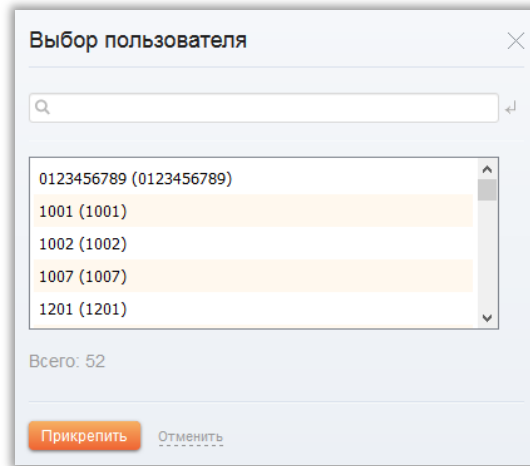 Выбор пользователя
0123456789 (0123456789)
1001 (1001)
1002 (1002)
1007 (1007)
1201 (1201)
Всего: 52
Прикрепить Отменить